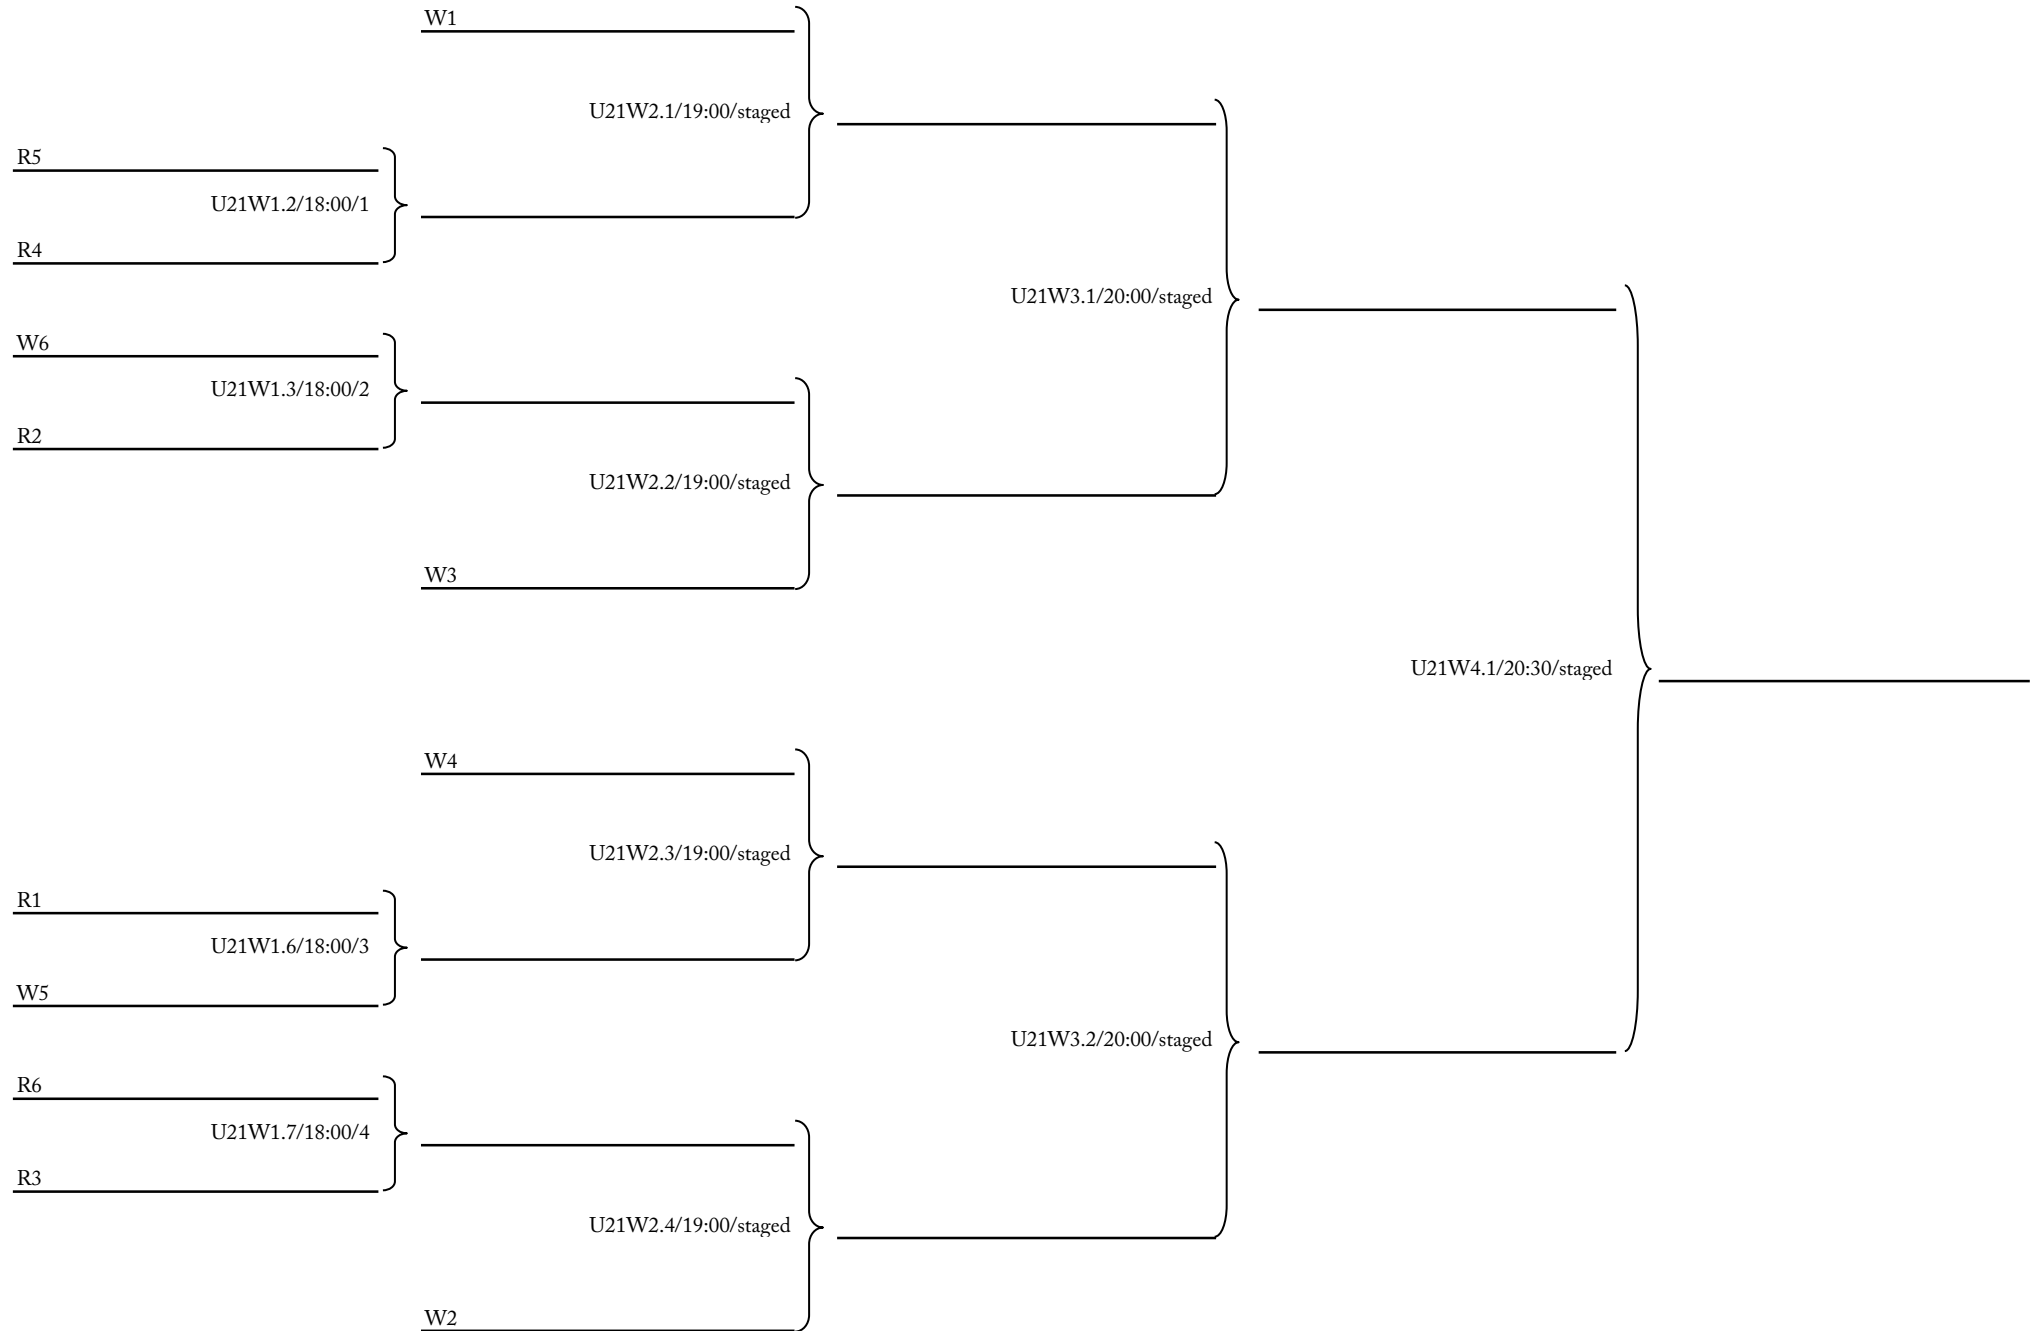 W1
U21W2.1/19:00/staged
R5
U21W1.2/18:00/1
R4
U21W3.1/20:00/staged
W6
U21W1.3/18:00/2
R2
U21W2.2/19:00/staged
W3
U21W4.1/20:30/staged
W4
U21W2.3/19:00/staged
R1
U21W1.6/18:00/3
W5
U21W3.2/20:00/staged
R6
U21W1.7/18:00/4
R3
U21W2.4/19:00/staged
W2